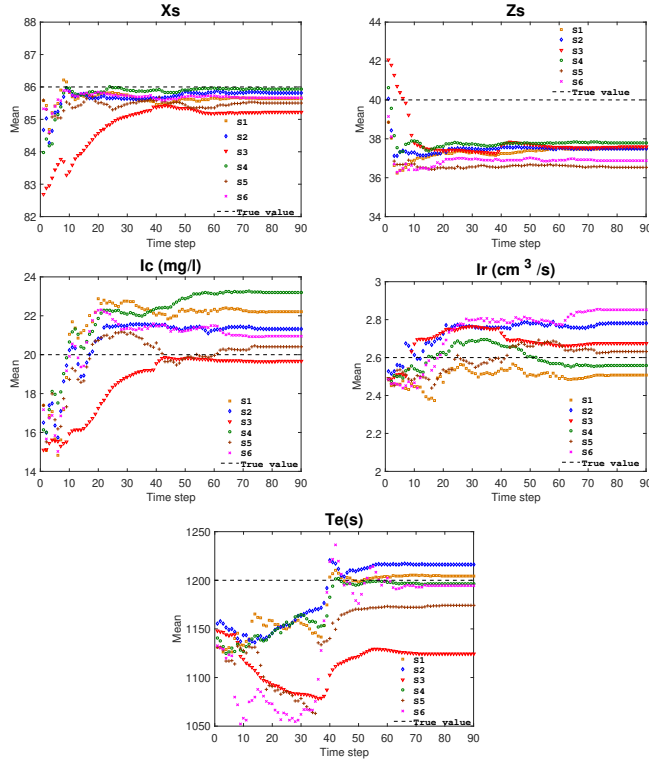 Xs
88
87
86
85
84
83
82
Mean
0 10 20 30 40 50 60 70 80 90
Time step
S1
S2
S3
S4
S5
S6
True value
Zs
44
42
40
38
36
34
Mean
0 10 20 30 40 50 60 70 80 90
Time step
S1
S2
S3
S4
S5
S6
True value
Ic (mg/l)
24
22
20
18
16
14
Mean
0 10 20 30 40 50 60 70 80 90
Time step
S1
S2
S3
S4
S5
S6
True value
Ir (cm 3 /s)
3
2.8
2.6
2.4
2.2
2
Mean
0 10 20 30 40 50 60 70 80 90
Time step
S1
S2
S3
S4
S5
S6
True value
Te(s)
1250
1200
1150
1100
1050
Mean
0 10 20 30 40 50 60 70 80 90
Time step
S1
S2
S3
S4
S5
S6
True value